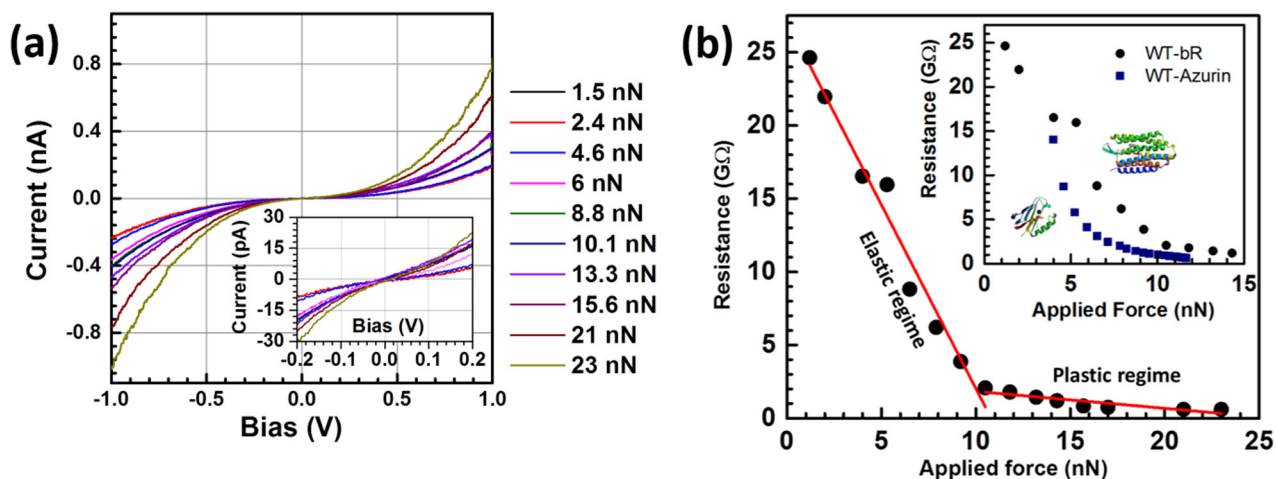 (a)
Current (nA)
0.8
0.4
0.0
-0.4
-0.8
-1.0
-0.5
0.0
0.5
1.0
Bias (V)
Current (pA)
30
15
0
-15
-30
Bias (V)
-0.2
-0.1
0.0
0.1
0.2
1.5 nN
2.4 nN
4.6 nN
6 nN
8.8 nN
10.1 nN
13.3 nN
15.6 nN
21 nN
23 nN
(b)
Resistance (GΩ)
25
20
15
10
5
0
0
5
10
15
20
25
Applied force (nN)
Elastic regime
Plastic regime
Resistance (GΩ)
25
20
15
10
5
0
0
5
10
15
Applied Force (nN)
WT-bR
WT-Azurin